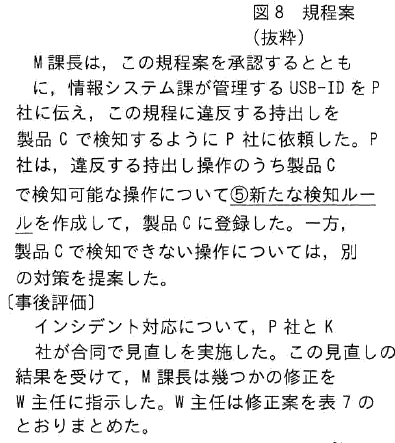 図８　規程案
（抜粋）
Ｍ課長は，この規程案を承認するととも
に，情報システム課が管理するUSB-IDをＰ
社に伝え，この規程に違反する持出しを
製品Ｃで検知するようにＰ社に依頼した。Ｐ
社は，違反する持出し操作のうち製品Ｃ
で検知可能な操作について⑤新たな検知ルー
ルを作成して，製品Ｃに登録した。一方，
製品Ｃで検知できない操作については，別
の対策を提案した。
〔事後評価〕
インシデント対応について，Ｐ社とＫ
社が合同で見直しを実施した。この見直しの
結果を受けて，Ｍ課長は幾つかの修正を
Ｗ主任に指示した。Ｗ主任は修正案を表７の
とおりまとめた。